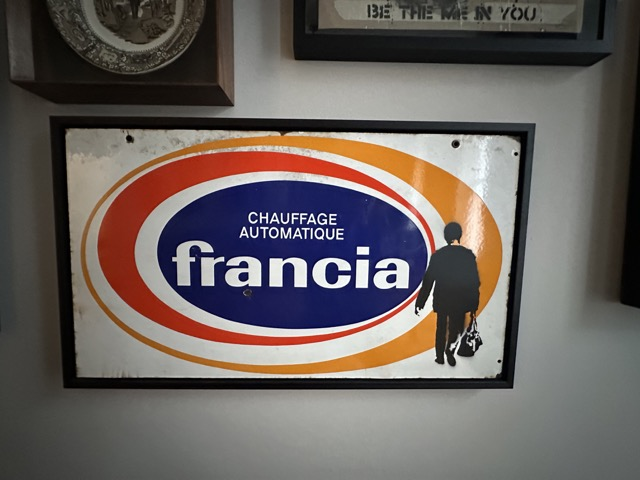 BE THE ME IN YOU
CHAUFFAGE
AUTOMATIQUE
francia